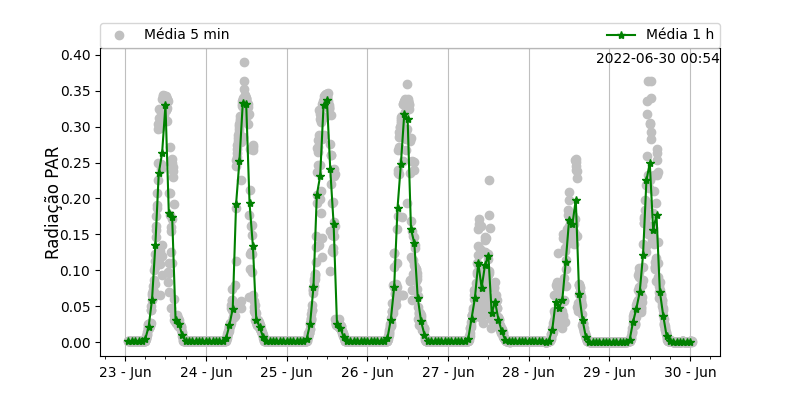 Média 5 min
Média 1 h
2022-06-30 00:54
Radiação PAR
0.40
0.35
0.30
0.25
0.20
0.15
0.10
0.05
0.00
23 - Jun
24 - Jun
25 - Jun
26 - Jun
27 - Jun
28 - Jun
29 - Jun
30 - Jun